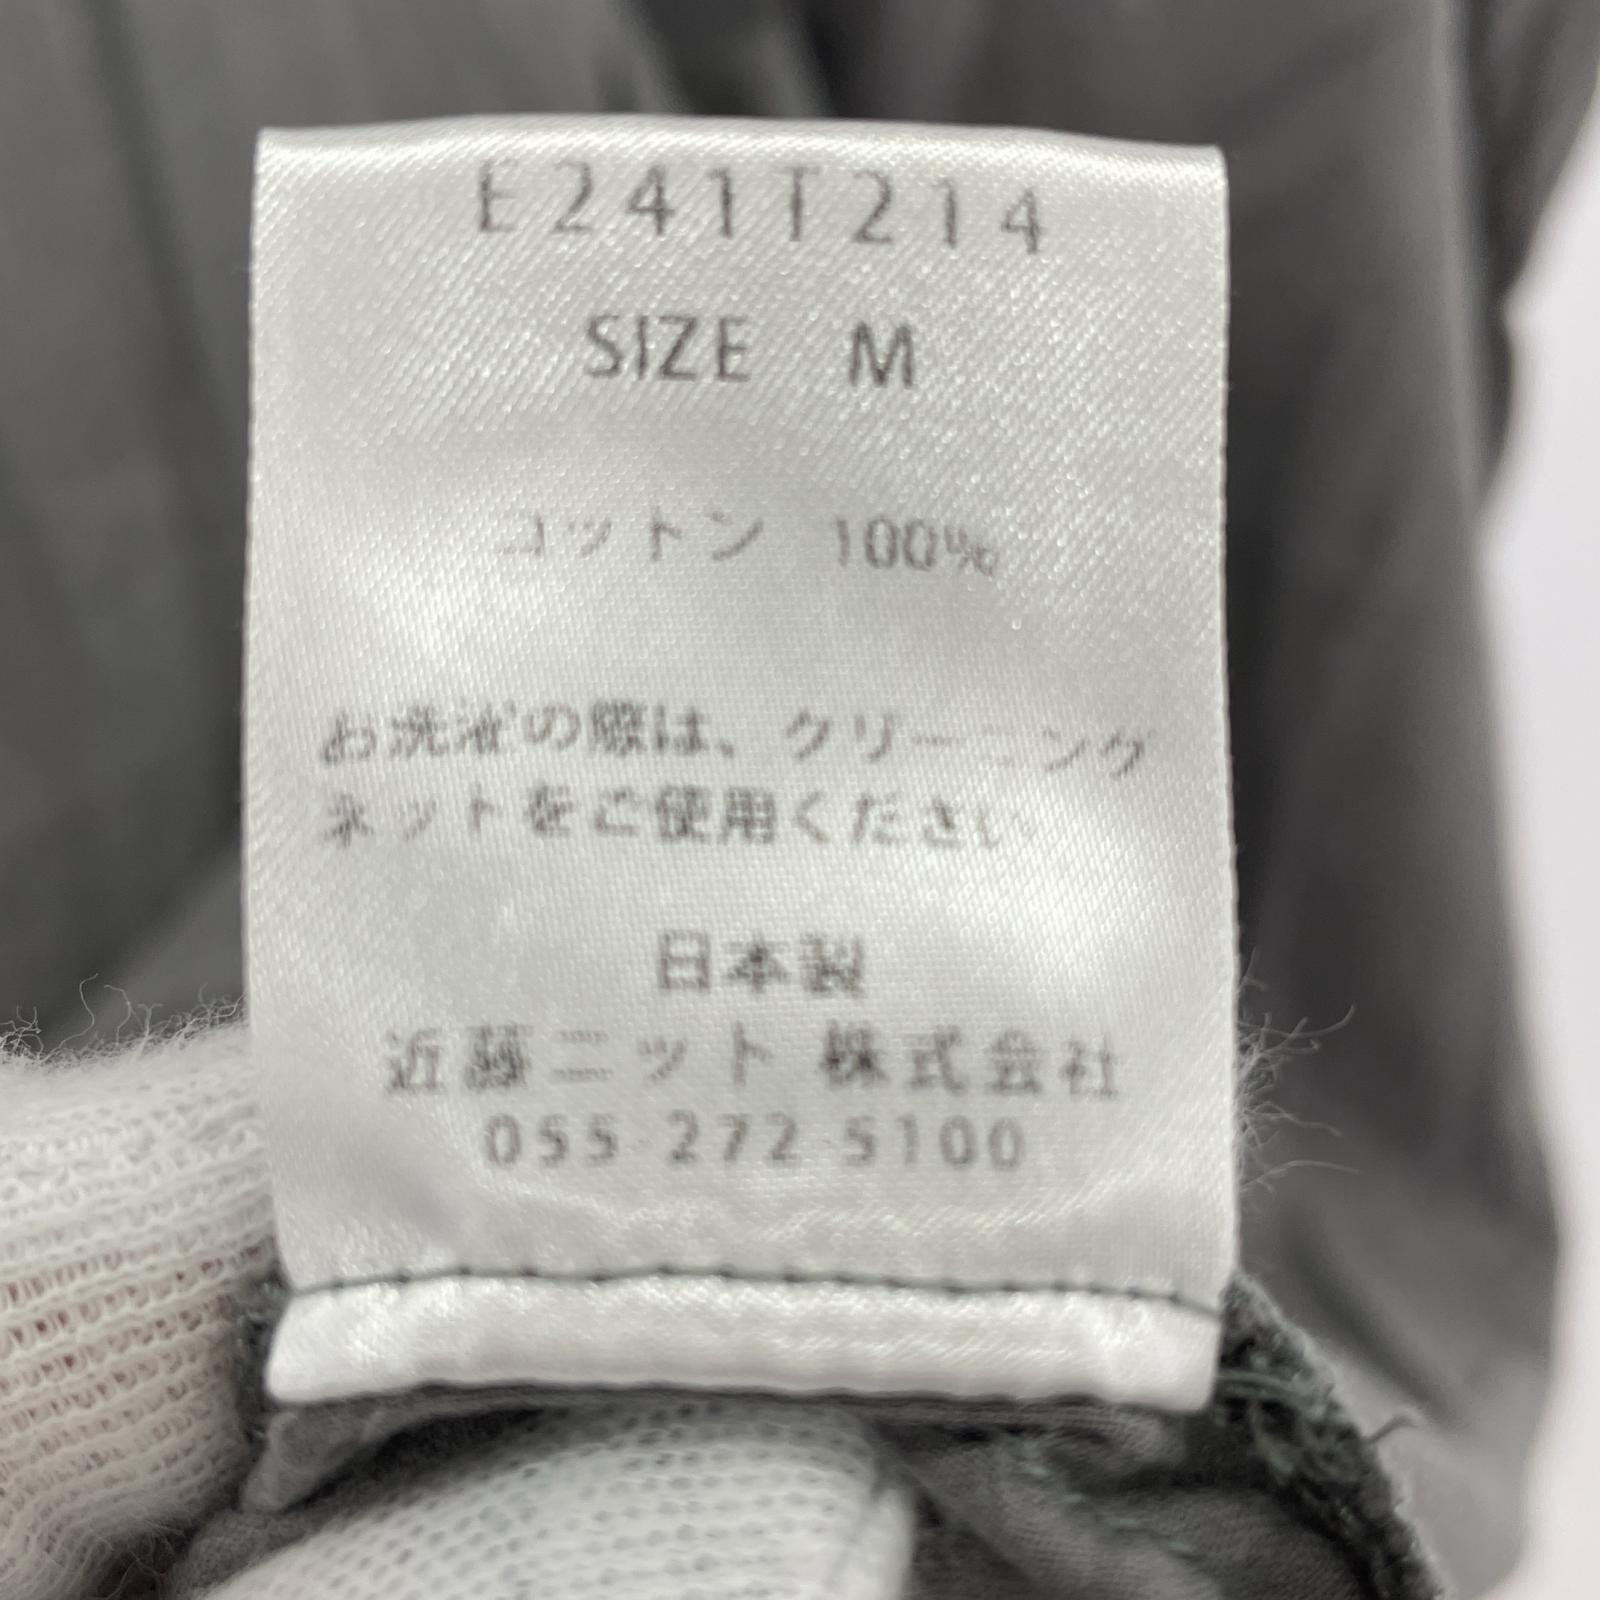 E241T214
SIZE M
コットン 100%
お洗濯の際は、クリーニング
ネットをご使用ください
日本製
近藤ニット 株式会社
055-272-5100